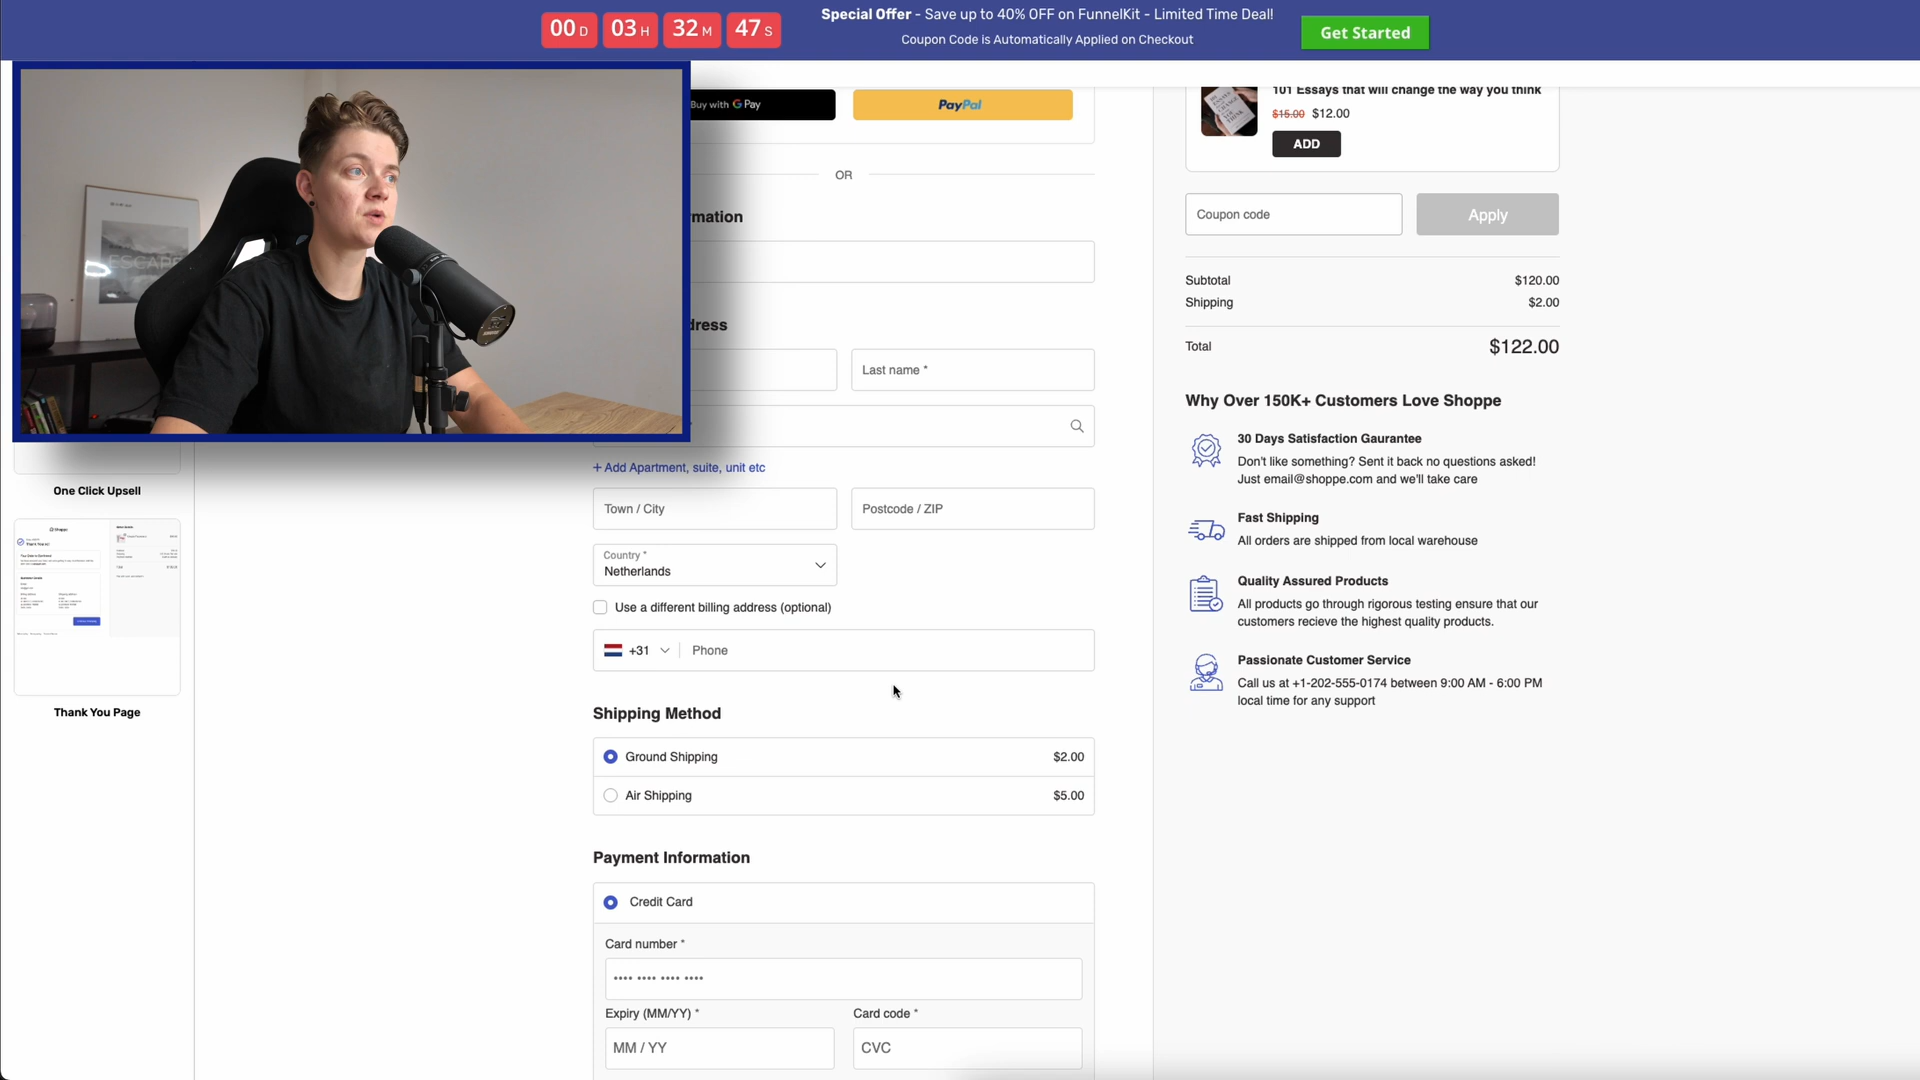 00 D 03 H 32 M 47 S
Special Offer - Save up to 40% OFF on FunnelKit - Limited Time Deal!
Coupon Code is Automatically Applied on Checkout
Get Started
ESCAPE
Buy with G Pay
PayPal
OR
rmation
dress
Last name *
+ Add Apartment, suite, unit etc
Town / City
Postcode / ZIP
Country *
Netherlands
Use a different billing address (optional)
+31
Phone
Shipping Method
Ground Shipping $2.00
Air Shipping $5.00
Payment Information
Credit Card
Card number *
•••• •••• •••• ••••
Expiry (MM/YY) *
Card code *
MM / YY
CVC
One Click Upsell
Thank You Page
101 Essays that will change the way you think
$15.00 $12.00
ADD
Coupon code
Apply
Subtotal $120.00
Shipping $2.00
Total $122.00
Why Over 150K+ Customers Love Shoppe
30 Days Satisfaction Gaurantee
Don't like something? Sent it back no questions asked!
Just email@shoppe.com and we'll take care
Fast Shipping
All orders are shipped from local warehouse
Quality Assured Products
All products go through rigorous testing ensure that our
customers recieve the highest quality products.
Passionate Customer Service
Call us at +1-202-555-0174 between 9:00 AM - 6:00 PM
local time for any support